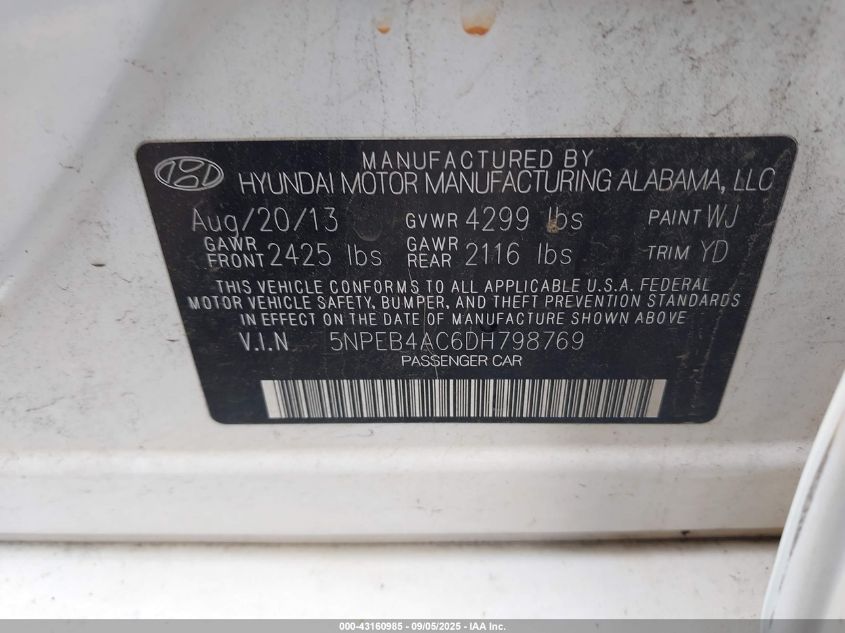 MANUFACTURED BY
HYUNDAI MOTOR MANUFACTURING ALABAMA, LLC
Aug/20/13 GVWR 4299 lbs PAINT WJ
GAWR FRONT 2425 lbs GAWR REAR 2116 lbs TRIM YD
THIS VEHICLE CONFORMS TO ALL APPLICABLE U.S.A. FEDERAL
MOTOR VEHICLE SAFETY, BUMPER, AND THEFT PREVENTION STANDARDS
IN EFFECT ON THE DATE OF MANUFACTURE SHOWN ABOVE
V.I.N 5NPEB4AC6DH798769
PASSENGER CAR
000-43160985 - 09/05/2025 - IAA Inc.